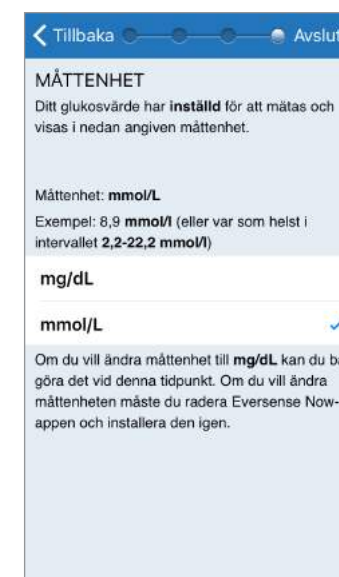 Tillbaka Avslut
MÅTTENHET
Ditt glukosvärde har inställd för att mätas och
visas i nedan angiven måttenhet.
Måttenhet: mmol/L
Exempel: 8,9 mmol/l (eller var som helst i
intervallet 2,2-22,2 mmol/l)
mg/dL
mmol/L
Om du vill ändra måttenhet till mg/dL kan du ba
göra det vid denna tidpunkt. Om du vill ändra
måttenheten måste du radera Eversense Now-
appen och installera den igen.